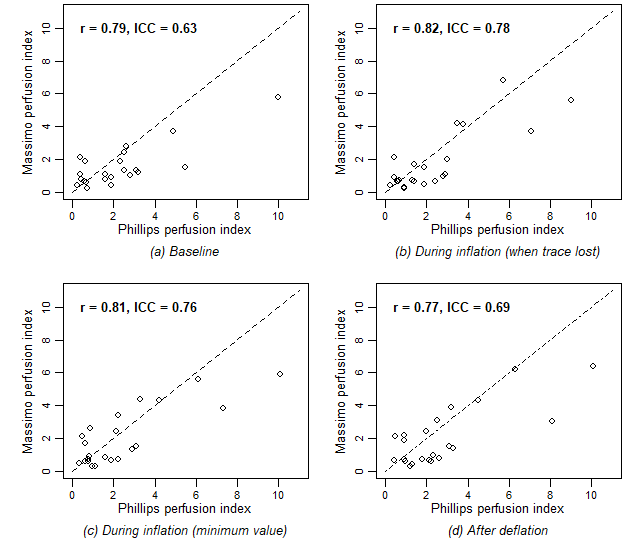 r = 0.79, ICC = 0.63
Massimo perfusion index
0 2 4 6 8 10
0 2 4 6 8 10
Phillips perfusion index
(a) Baseline
r = 0.82, ICC = 0.78
Massimo perfusion index
0 2 4 6 8 10
0 2 4 6 8 10
Phillips perfusion index
(b) During inflation (when trace lost)
r = 0.81, ICC = 0.76
Massimo perfusion index
0 2 4 6 8 10
0 2 4 6 8 10
Phillips perfusion index
(c) During inflation (minimum value)
r = 0.77, ICC = 0.69
Massimo perfusion index
0 2 4 6 8 10
0 2 4 6 8 10
Phillips perfusion index
(d) After deflation